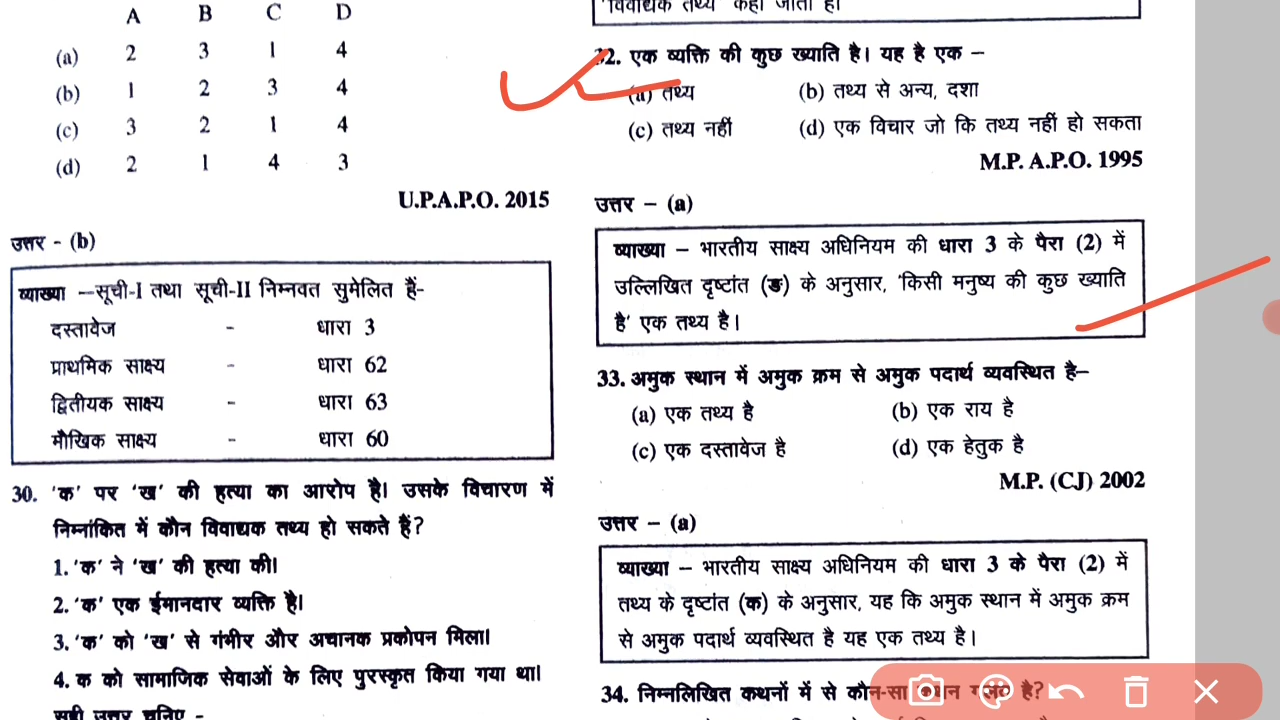 A B C D
(a) 2 3 1 4
(b) 1 2 3 4
(c) 3 2 1 4
(d) 2 1 4 3
U.P.A.P.O. 2015
उत्तर - (b)
व्याख्या –सूची-I तथा सूची-II निम्नवत सुमेलित हैं-
दस्तावेज - धारा 3
प्राथमिक साक्ष्य - धारा 62
द्वितीयक साक्ष्य - धारा 63
मौखिक साक्ष्य - धारा 60
30. 'क' पर 'ख' की हत्या का आरोप है। उसके विचारण में
निम्नांकित में कौन विवाद्यक तथ्य हो सकते हैं?
1. 'क' ने 'ख' की हत्या की।
2. 'क' एक ईमानदार व्यक्ति है।
3. 'क' को 'ख' से गंभीर और अचानक प्रकोपन मिला।
4. क को सामाजिक सेवाओं के लिए पुरस्कृत किया गया था।
सही उत्तर चुनिए -
'विवाद्यक तथ्य' कहा जाता है।
32. एक व्यक्ति की कुछ ख्याति है। यह है एक –
(a) तथ्य (b) तथ्य से अन्य, दशा
(c) तथ्य नहीं (d) एक विचार जो कि तथ्य नहीं हो सकता
M.P. A.P.O. 1995
उत्तर – (a)
व्याख्या – भारतीय साक्ष्य अधिनियम की धारा 3 के पैरा (2) में
उल्लिखित दृष्टांत (ङ) के अनुसार, 'किसी मनुष्य की कुछ ख्याति
है' एक तथ्य है।
33. अमुक स्थान में अमुक क्रम से अमुक पदार्थ व्यवस्थित है–
(a) एक तथ्य है (b) एक राय है
(c) एक दस्तावेज है (d) एक हेतुक है
M.P. (CJ) 2002
उत्तर – (a)
व्याख्या – भारतीय साक्ष्य अधिनियम की धारा 3 के पैरा (2) में
तथ्य के दृष्टांत (क) के अनुसार, यह कि अमुक स्थान में अमुक क्रम
से अमुक पदार्थ व्यवस्थित है यह एक तथ्य है।
34. निम्नलिखित कथनों में से कौन-सा कथन गलत है?